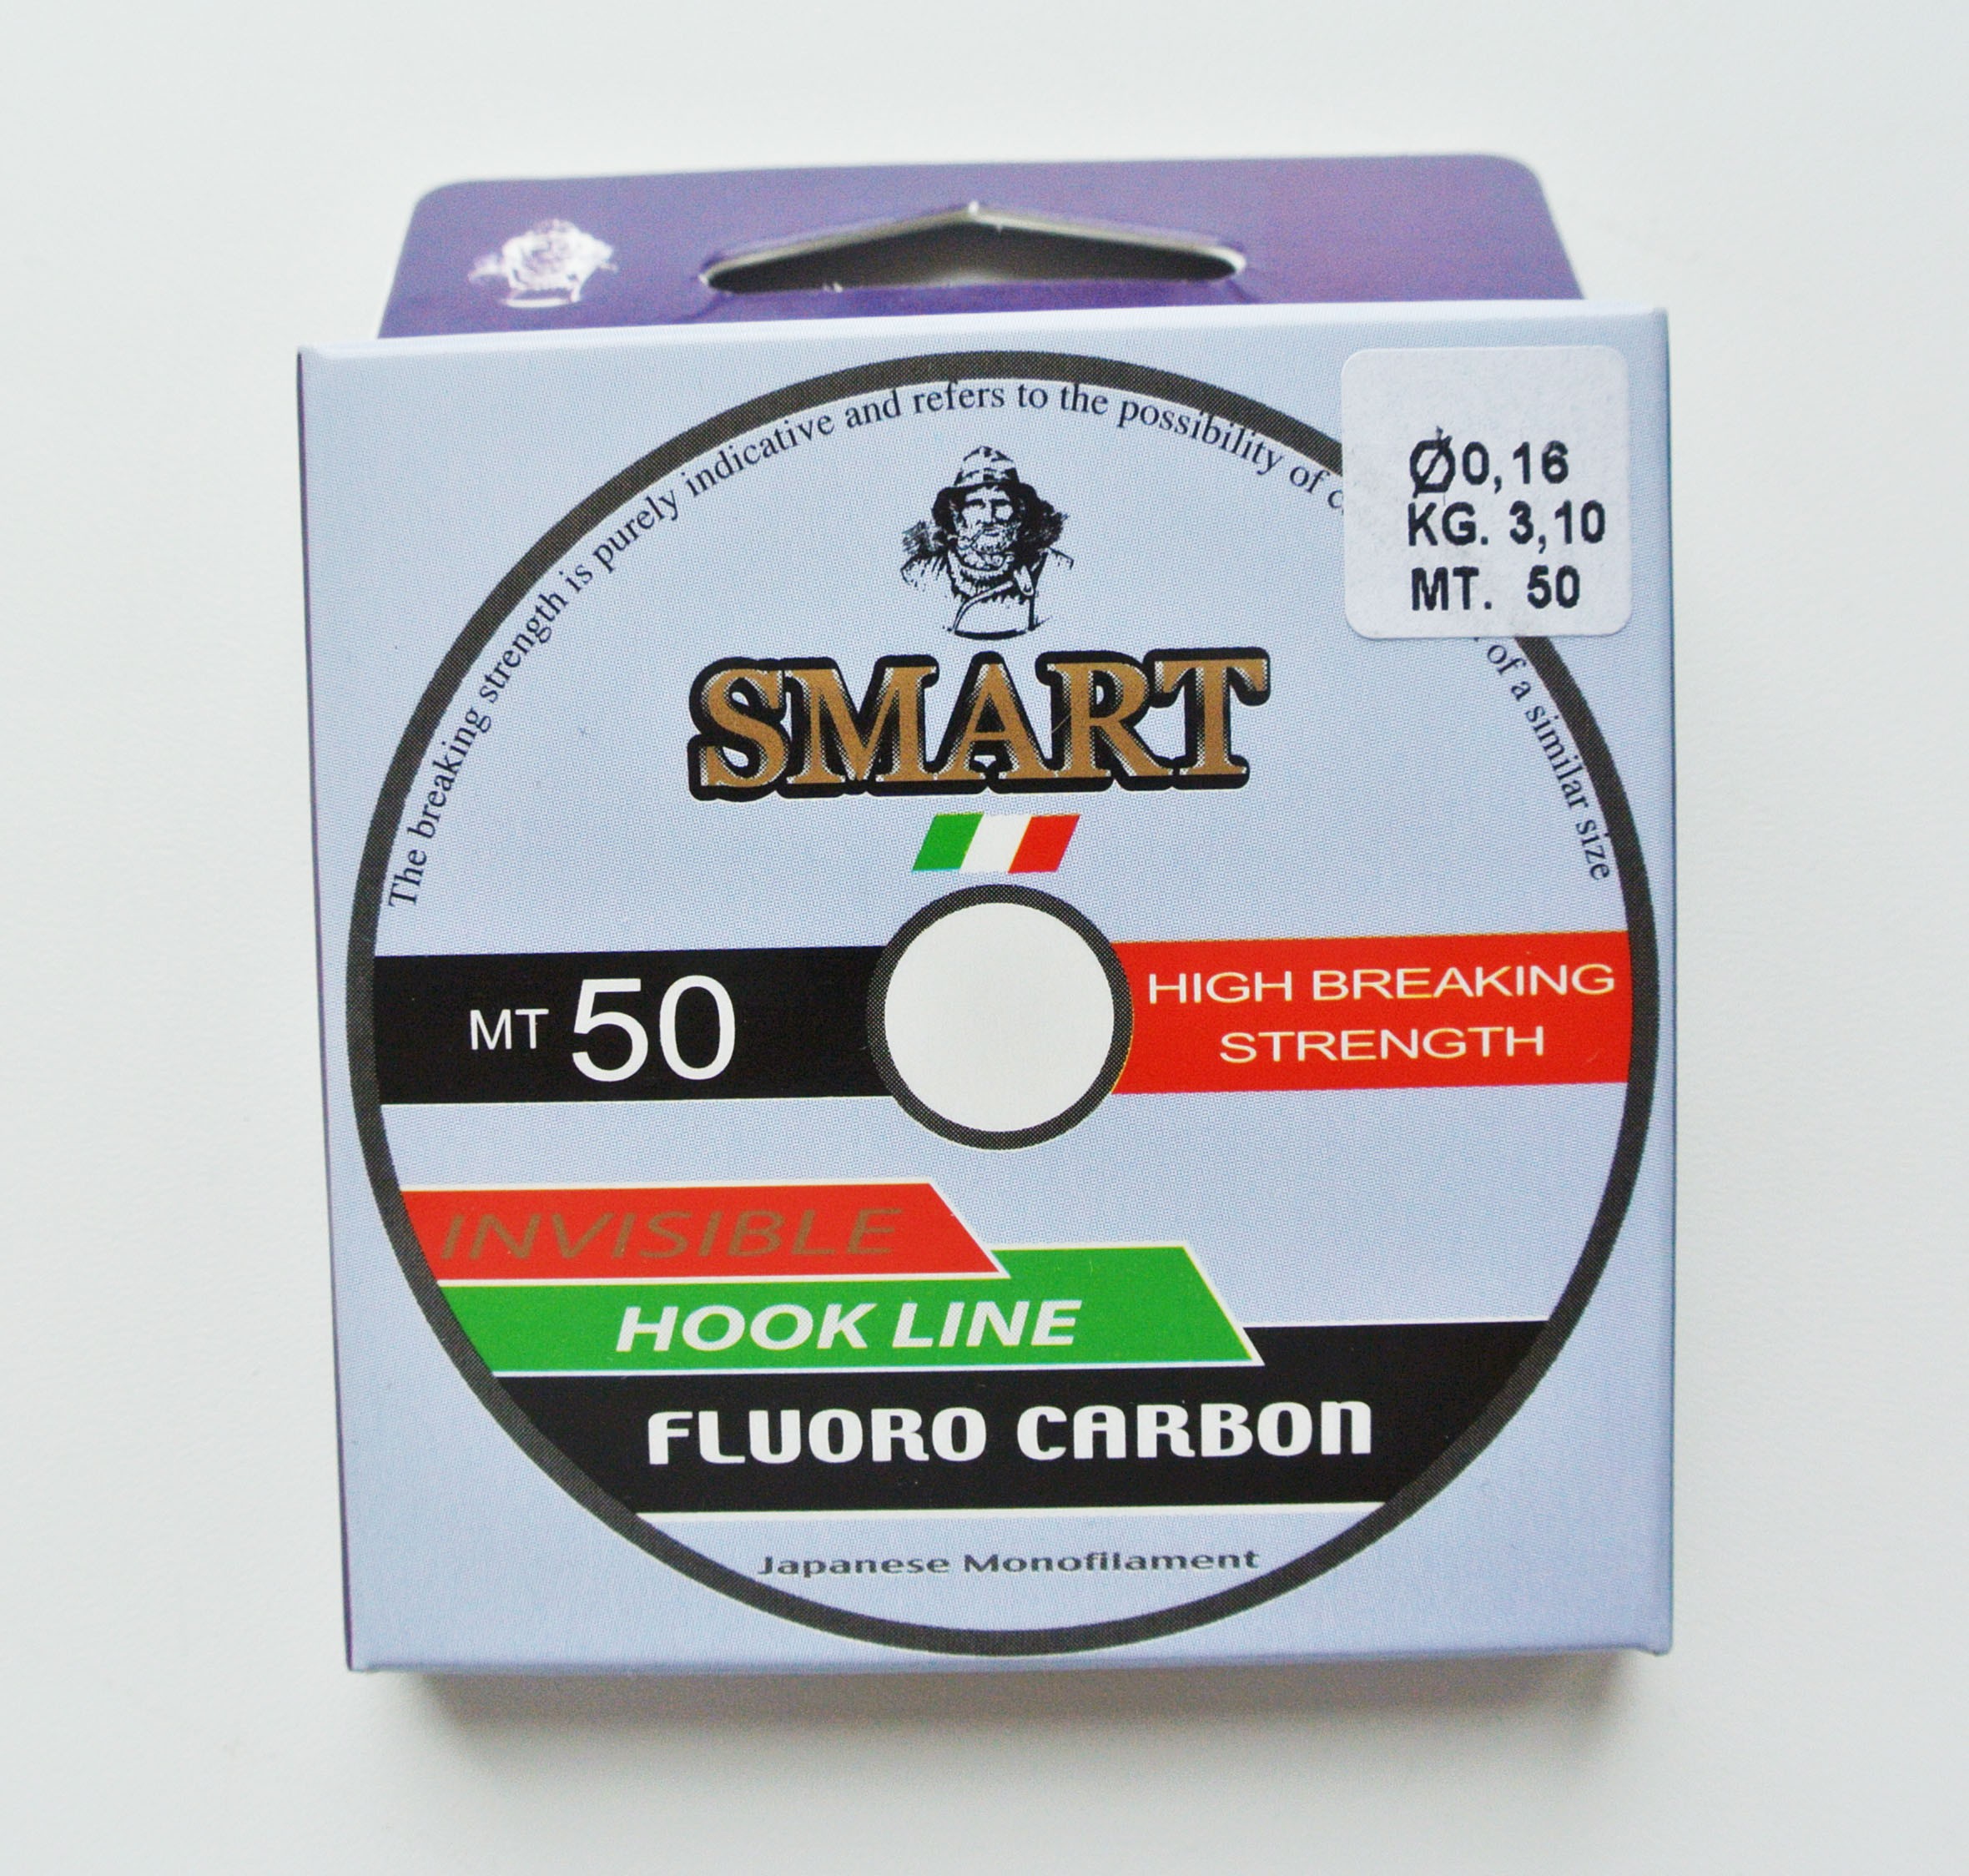 The breaking strength is purely indicative and refers to the possibility of
of a similar size
Ø0,16
KG. 3,10
MT. 50
SMART
MT 50
HIGH BREAKING
STRENGTH
INVISIBLE
HOOK LINE
FLUORO CARBON
Japanese Monofilament